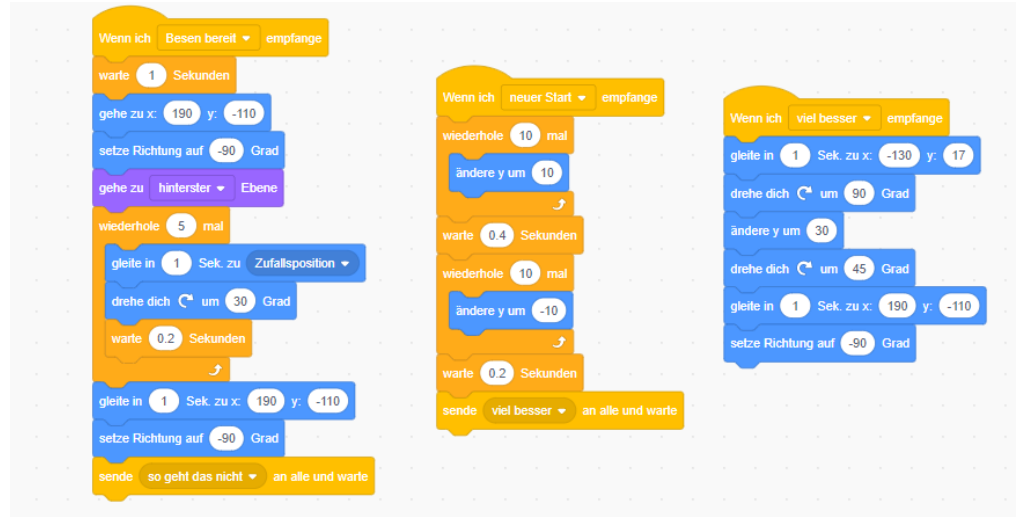 Wenn ich Besen bereit empfange
warte 1 Sekunden
gehe zu x: 190 y: -110
setze Richtung auf -90 Grad
gehe zu hinterster Ebene
wiederhole 5 mal
gleite in 1 Sek. zu Zufallsposition
drehe dich um 30 Grad
warte 0.2 Sekunden
gleite in 1 Sek. zu x: 190 y: -110
setze Richtung auf -90 Grad
sende so geht das nicht an alle und warte
Wenn ich neuer Start empfange
wiederhole 10 mal
ändere y um 10
warte 0.4 Sekunden
wiederhole 10 mal
ändere y um -10
warte 0.2 Sekunden
sende viel besser an alle und warte
Wenn ich viel besser empfange
gleite in 1 Sek. zu x: -130 y: 17
drehe dich um 90 Grad
ändere y um 30
drehe dich um 45 Grad
gleite in 1 Sek. zu x: 190 y: -110
setze Richtung auf -90 Grad